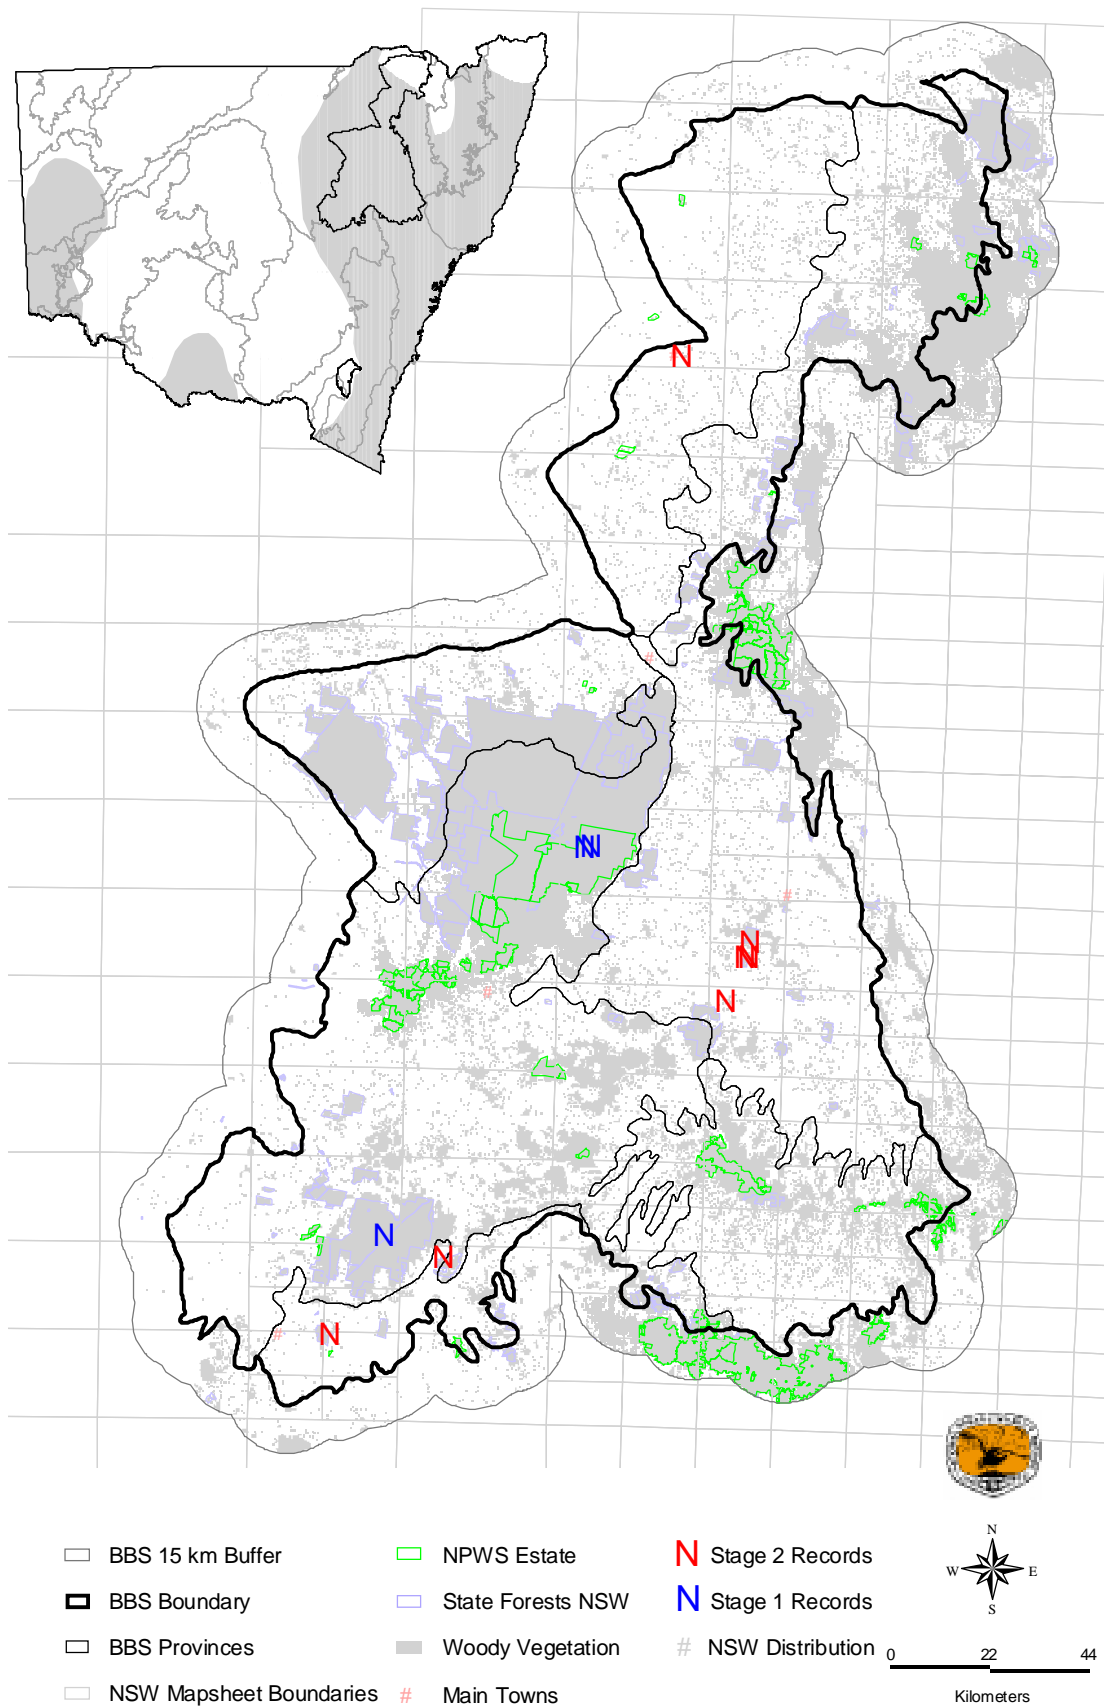 N
N
N
N
N
N
N
N
N
N
#
#
#
#
N
W E
S
BBS 15 km Buffer
BBS Boundary
BBS Provinces
NSW Mapsheet Boundaries
NPWS Estate
State Forests NSW
Woody Vegetation
# Main Towns
N Stage 2 Records
N Stage 1 Records
# NSW Distribution
0 22 44
Kilometers